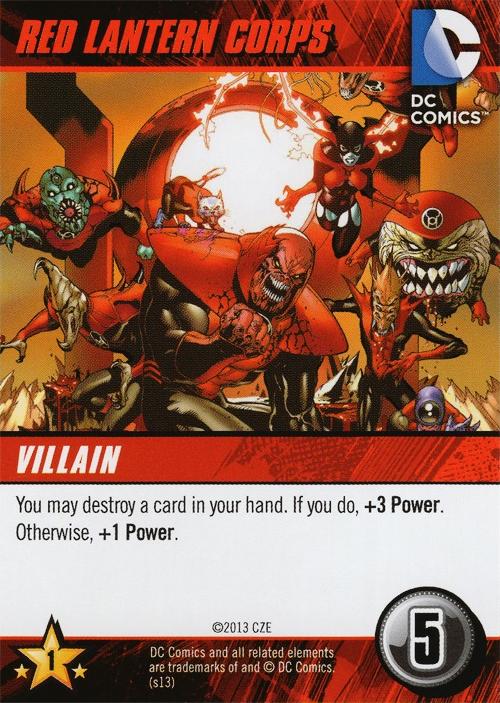 RED LANTERN CORPS
DC
COMICS™
VILLAIN
You may destroy a card in your hand. If you do, +3 Power.
Otherwise, +1 Power.
©2013 CZE
1
DC Comics and all related elements
are trademarks of and © DC Comics.
(s13)
5